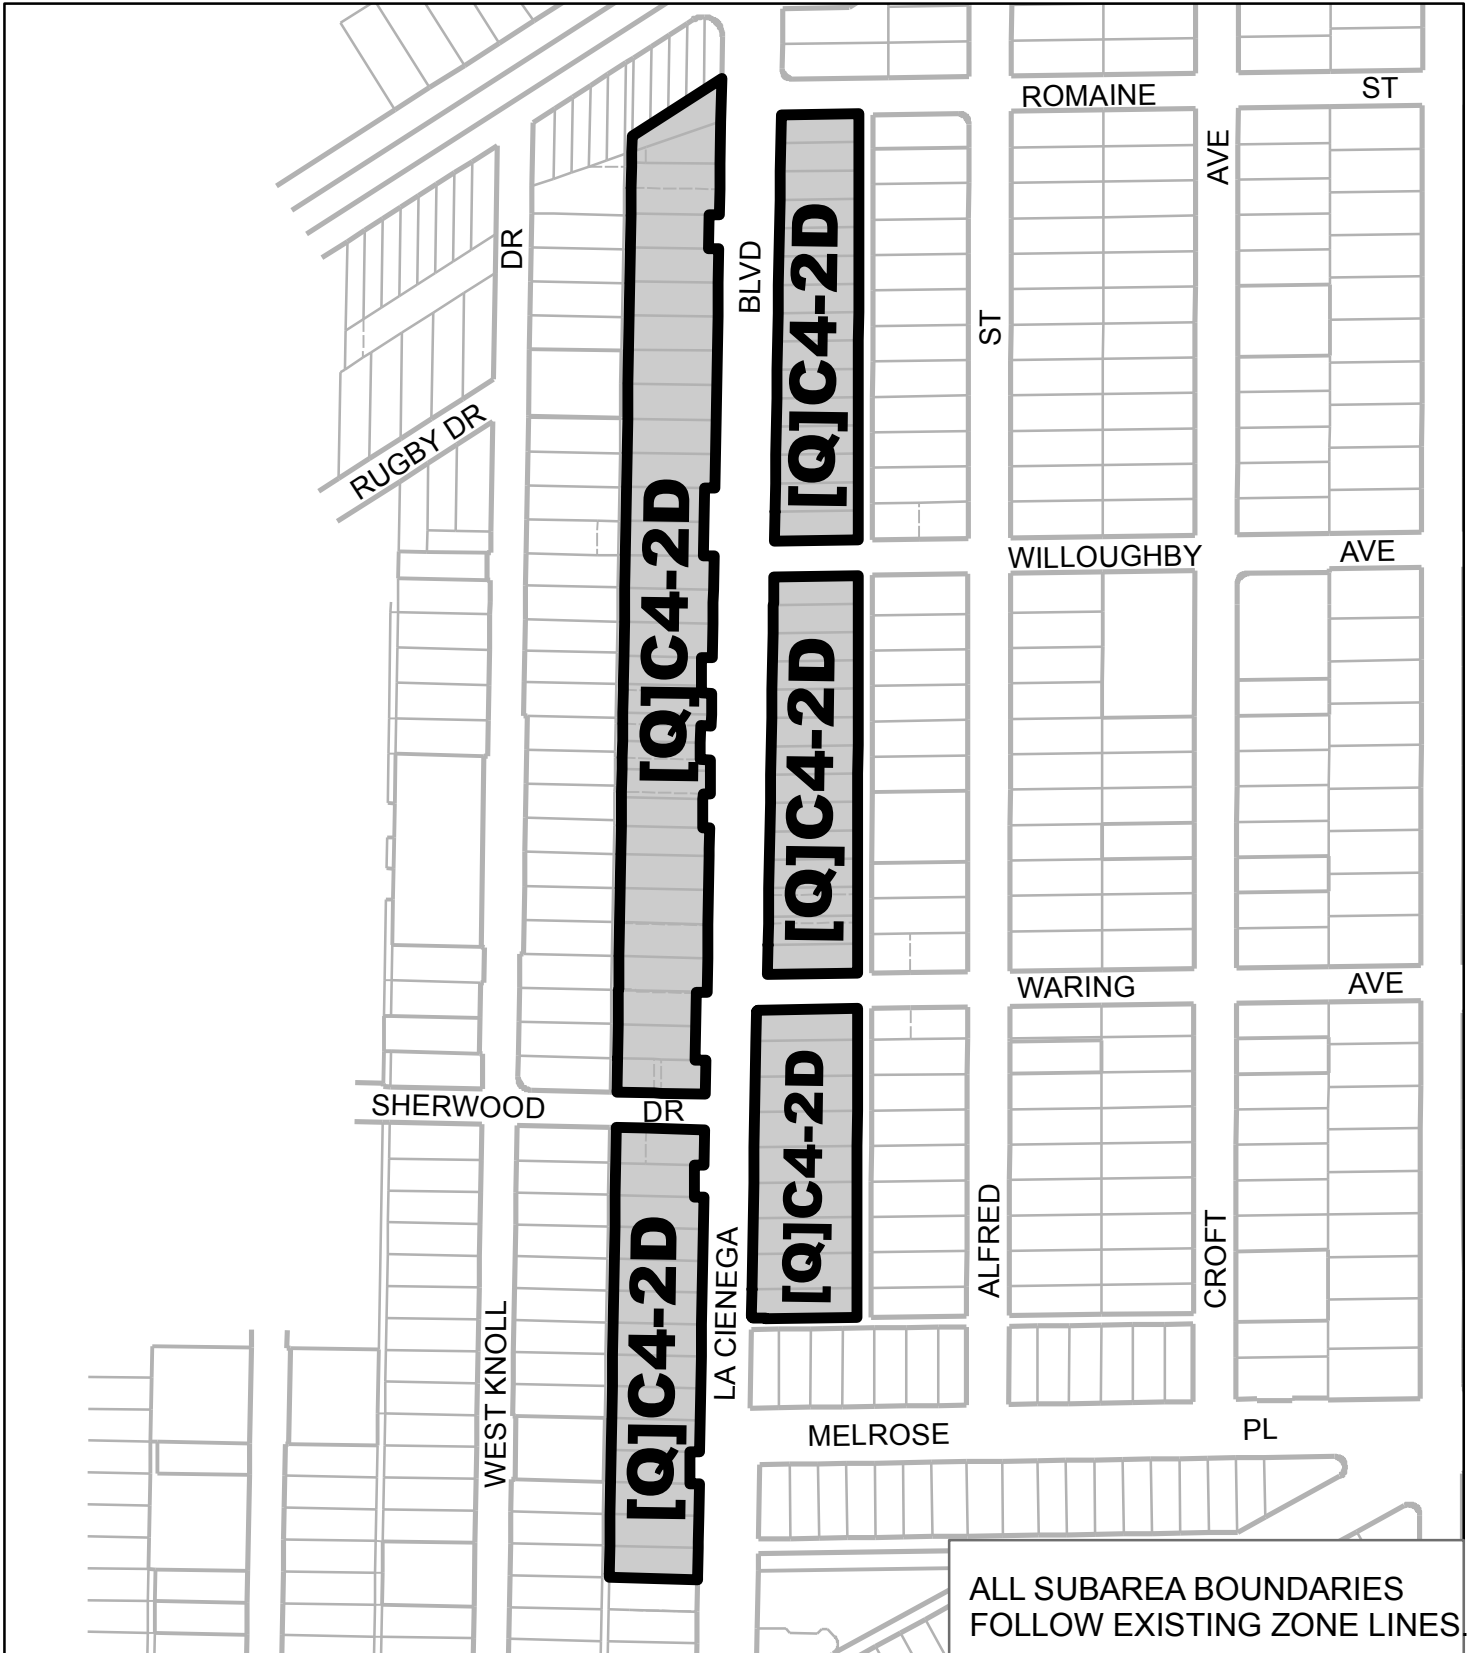 ROMAINE
ST
AVE
DR
BLVD
[Q]C4-2D
ST
RUGBY DR
[Q]C4-2D
WILLOUGHBY
AVE
[Q]C4-2D
WARING
AVE
SHERWOOD
DR
[Q]C4-2D
ALFRED
CROFT
LA CIENEGA
[Q]C4-2D
WEST KNOLL
MELROSE
PL
ALL SUBAREA BOUNDARIES
FOLLOW EXISTING ZONE LINES.